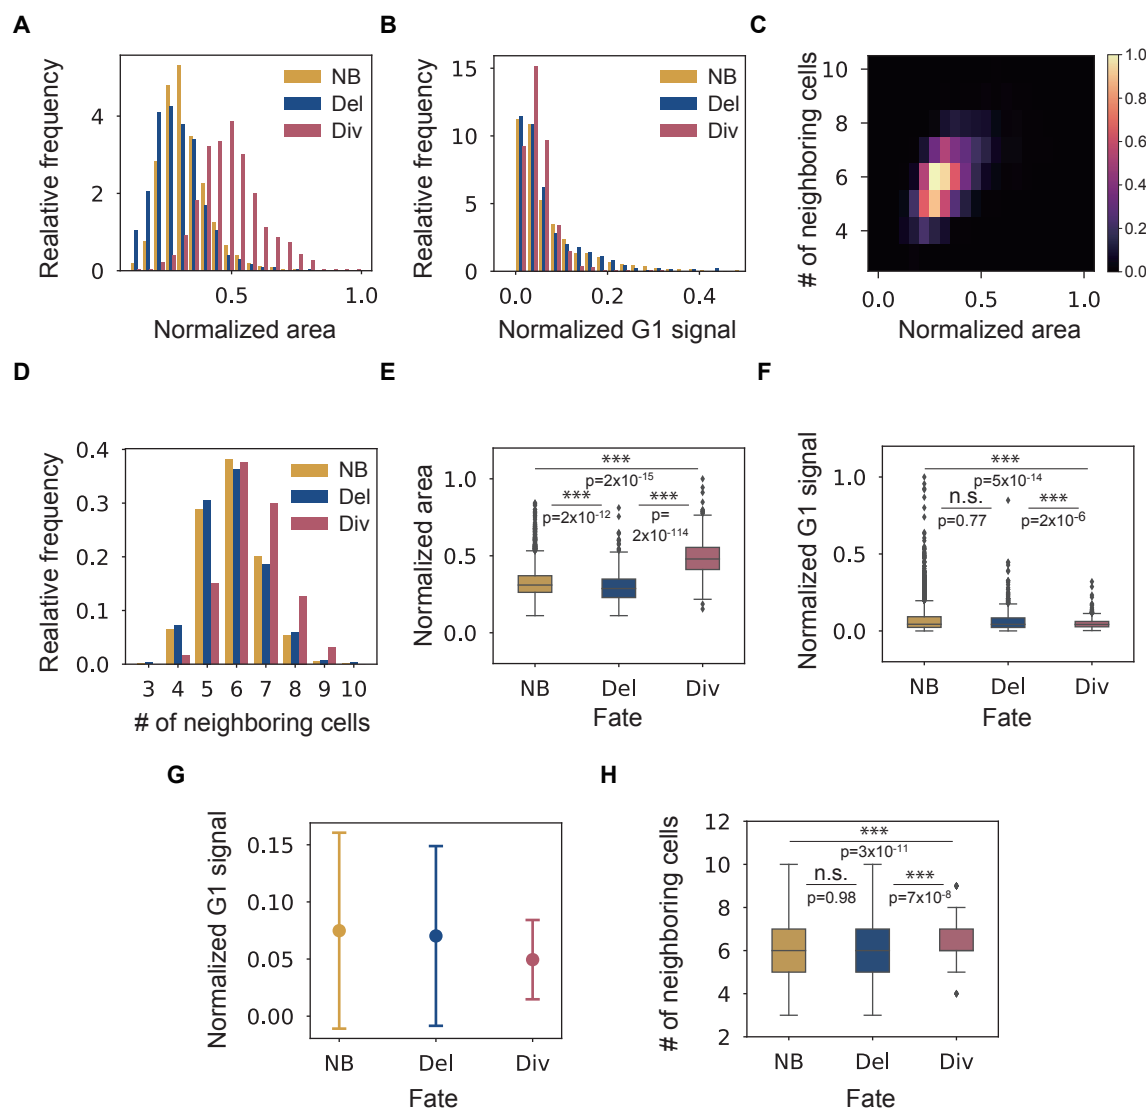 A
Realative frequency
4
2
0
0.5
1.0
NB
Del
Div
Normalized area
B
Realative frequency
15
10
5
0
0.0
0.2
0.4
NB
Del
Div
Normalized G1 signal
C
# of neighboring cells
10
8
6
4
0.0
0.5
1.0
Normalized area
1.0
0.8
0.6
0.4
0.2
0.0
D
Realative frequency
0.4
0.3
0.2
0.1
0.0
3 4 5 6 7 8 9 10
NB
Del
Div
# of neighboring cells
E
Normalized area
1.0
0.5
0.0
***
p=2x10-15
***
p=2x10-12
***
p=
2x10-114
NB Del Div
Fate
F
Normalized G1 signal
1.0
0.5
0.0
***
p=5x10-14
n.s.
p=0.77
***
p=2x10-6
NB Del Div
Fate
G
Normalized G1 signal
0.15
0.10
0.05
0.00
NB Del Div
Fate
H
# of neighboring cells
12
10
8
6
4
2
***
p=3x10-11
n.s.
p=0.98
***
p=7x10-8
NB Del Div
Fate